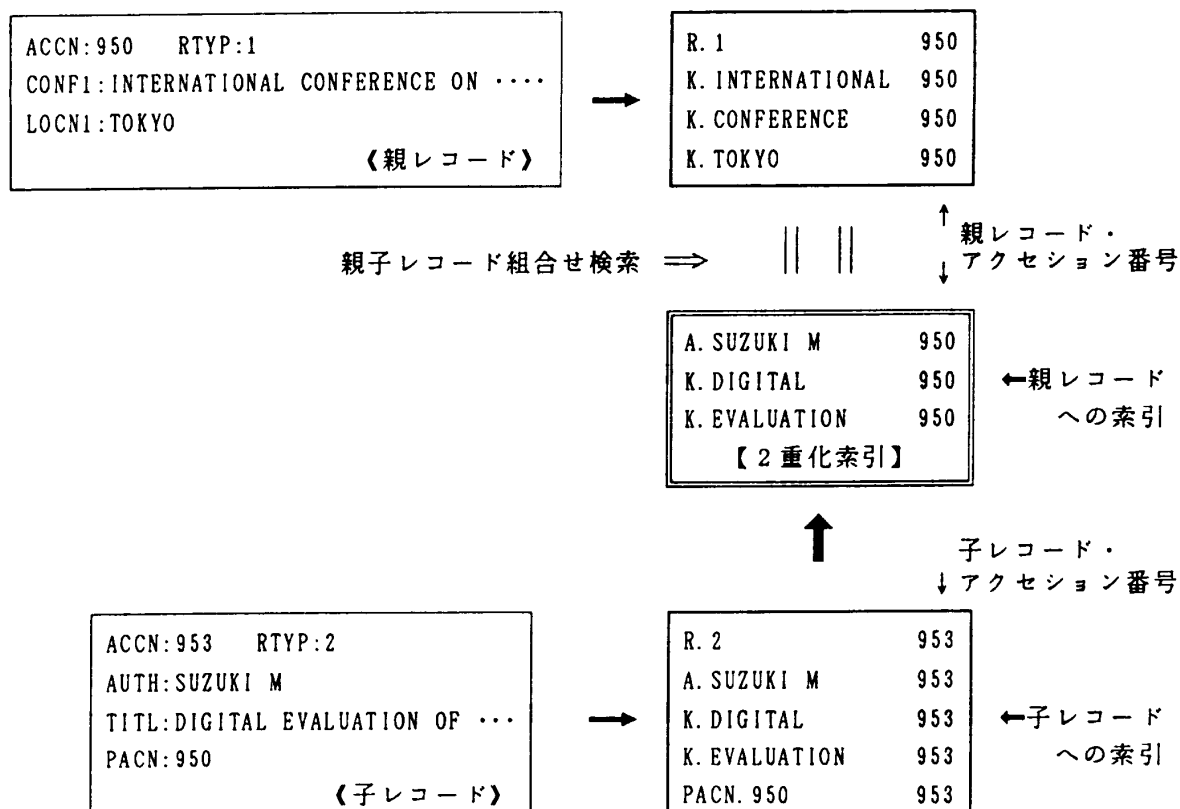 ACCN:950 RTYP:1
CONF1:INTERNATIONAL CONFERENCE ON ····
LOCN1:TOKYO
《親レコード》
R.1 950
K.INTERNATIONAL 950
K.CONFERENCE 950
K.TOKYO 950
親子レコード組合せ検索 ⇒
↑ 親レコード・
↓ アクセション番号
A.SUZUKI M 950
K.DIGITAL 950
K.EVALUATION 950
【2重化索引】
←親レコード
への索引
子レコード・
↓アクセション番号
ACCN:953 RTYP:2
AUTH:SUZUKI M
TITL:DIGITAL EVALUATION OF ···
PACN:950
《子レコード》
R.2 953
A.SUZUKI M 953
K.DIGITAL 953
K.EVALUATION 953
PACN.950 953
←子レコード
への索引